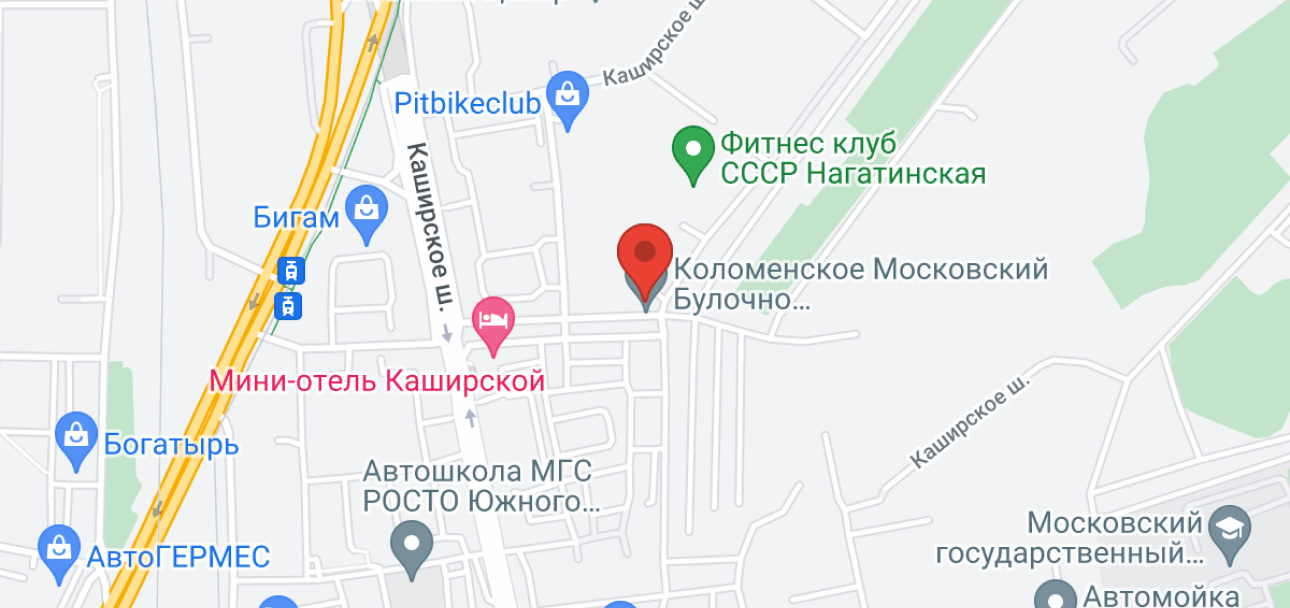 Каширское ш.
Pitbikeclub
Каширское ш.
Фитнес клуб
СССР Нагатинская
Бигам
Коломенское Московский
Булочно...
Мини-отель Каширской
Каширское ш.
Богатырь
Автошкола МГС
РОСТО Южного...
Московский
государственный...
АвтоГЕРМЕС
Автомойка